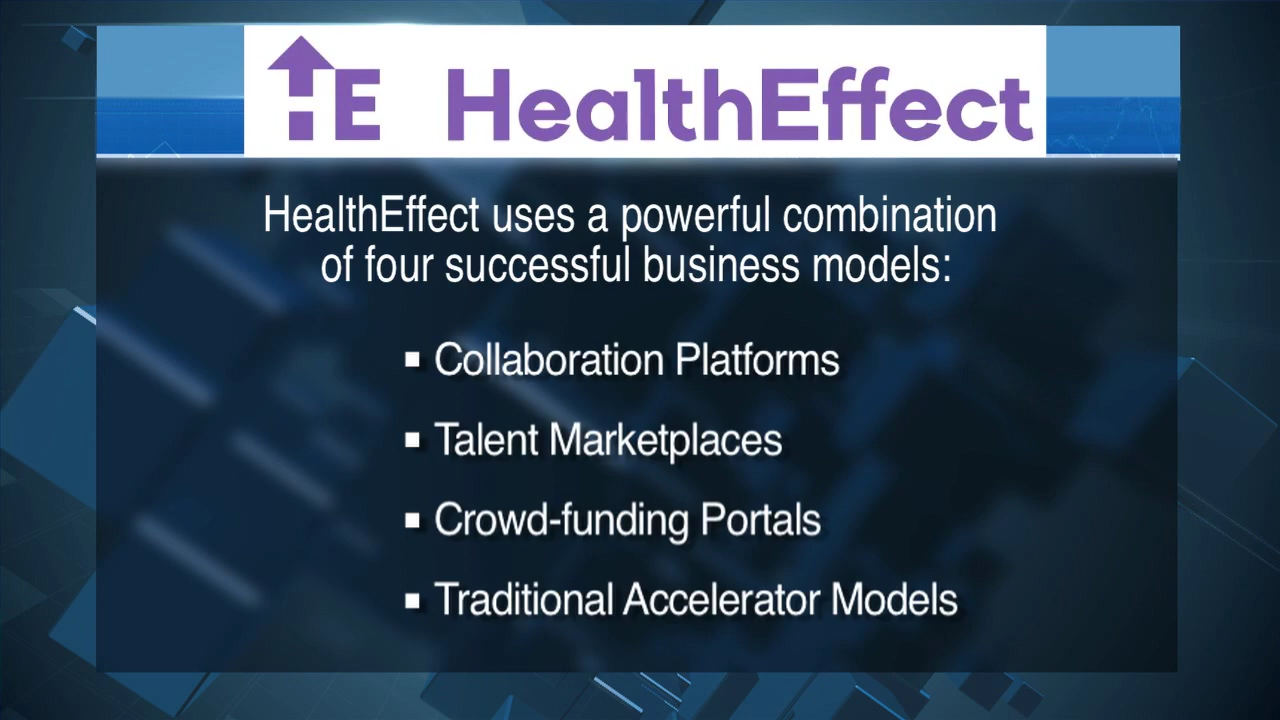 HE HealthEffect
HealthEffect uses a powerful combination
of four successful business models:
▪ Collaboration Platforms
▪ Talent Marketplaces
▪ Crowd-funding Portals
▪ Traditional Accelerator Models